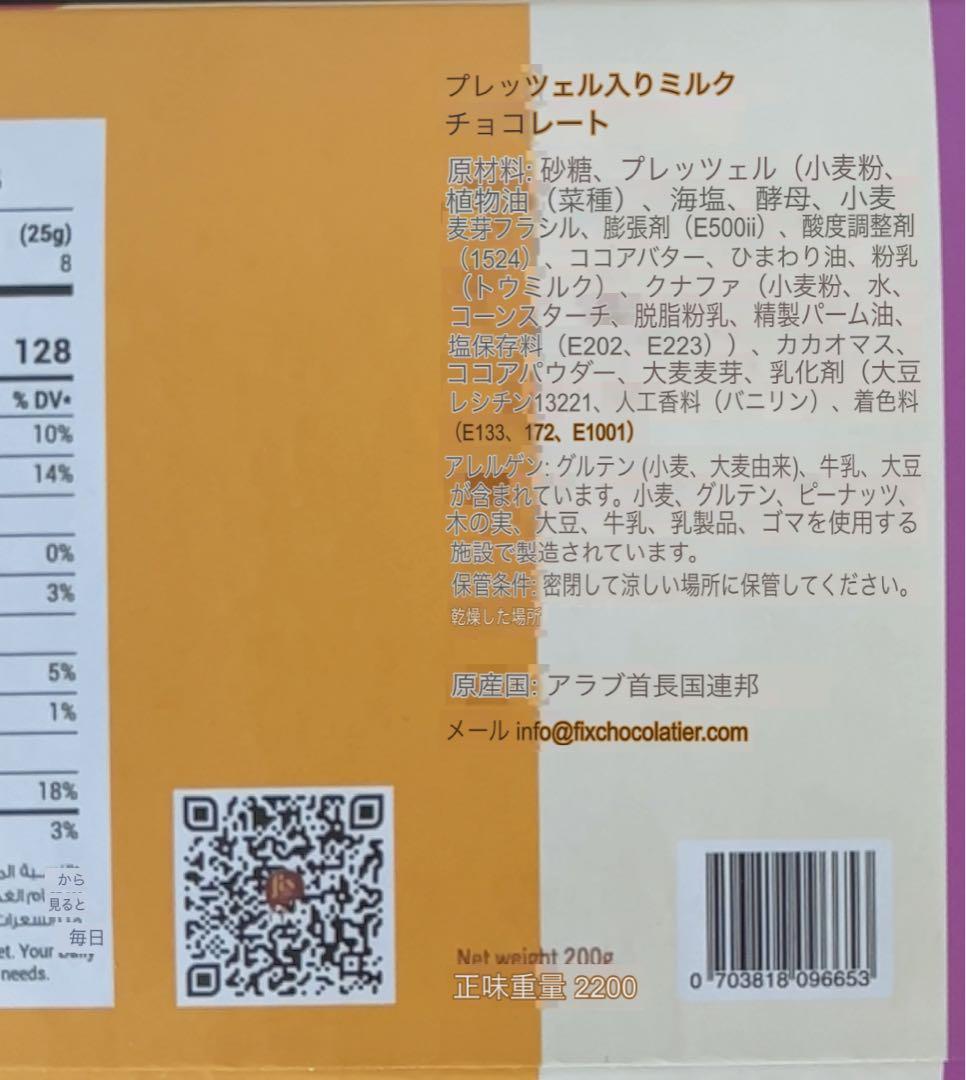 (25g)
8
128
% DV*
10%
14%
0%
3%
5%
1%
18%
3%
から
見ると
毎日
et. Your
needs.
プレッツェル入りミルク
チョコレート
原材料: 砂糖、プレッツェル（小麦粉、
植物油（菜種）、海塩、酵母、小麦
麦芽フラシル、膨張剤（E500ii）、酸度調整剤
（1524）、ココアバター、ひまわり油、粉乳
（トウミルク）、クナファ（小麦粉、水、
コーンスターチ、脱脂粉乳、精製パーム油、
塩保存料（E202、E223））、カカオマス、
ココアパウダー、大麦麦芽、乳化剤（大豆
レシチン13221、人工香料（バニリン）、着色料
（E133、172、E1001）
アレルゲン: グルテン (小麦、大麦由来)、牛乳、大豆
が含まれています。小麦、グルテン、ピーナッツ、
木の実、大豆、牛乳、乳製品、ゴマを使用する
施設で製造されています。
保管条件: 密閉して涼しい場所に保管してください。
乾燥した場所
原産国: アラブ首長国連邦
メール info@fixchocolatier.com
Net weight 200g
正味重量 2200
fix
0 703818 096653